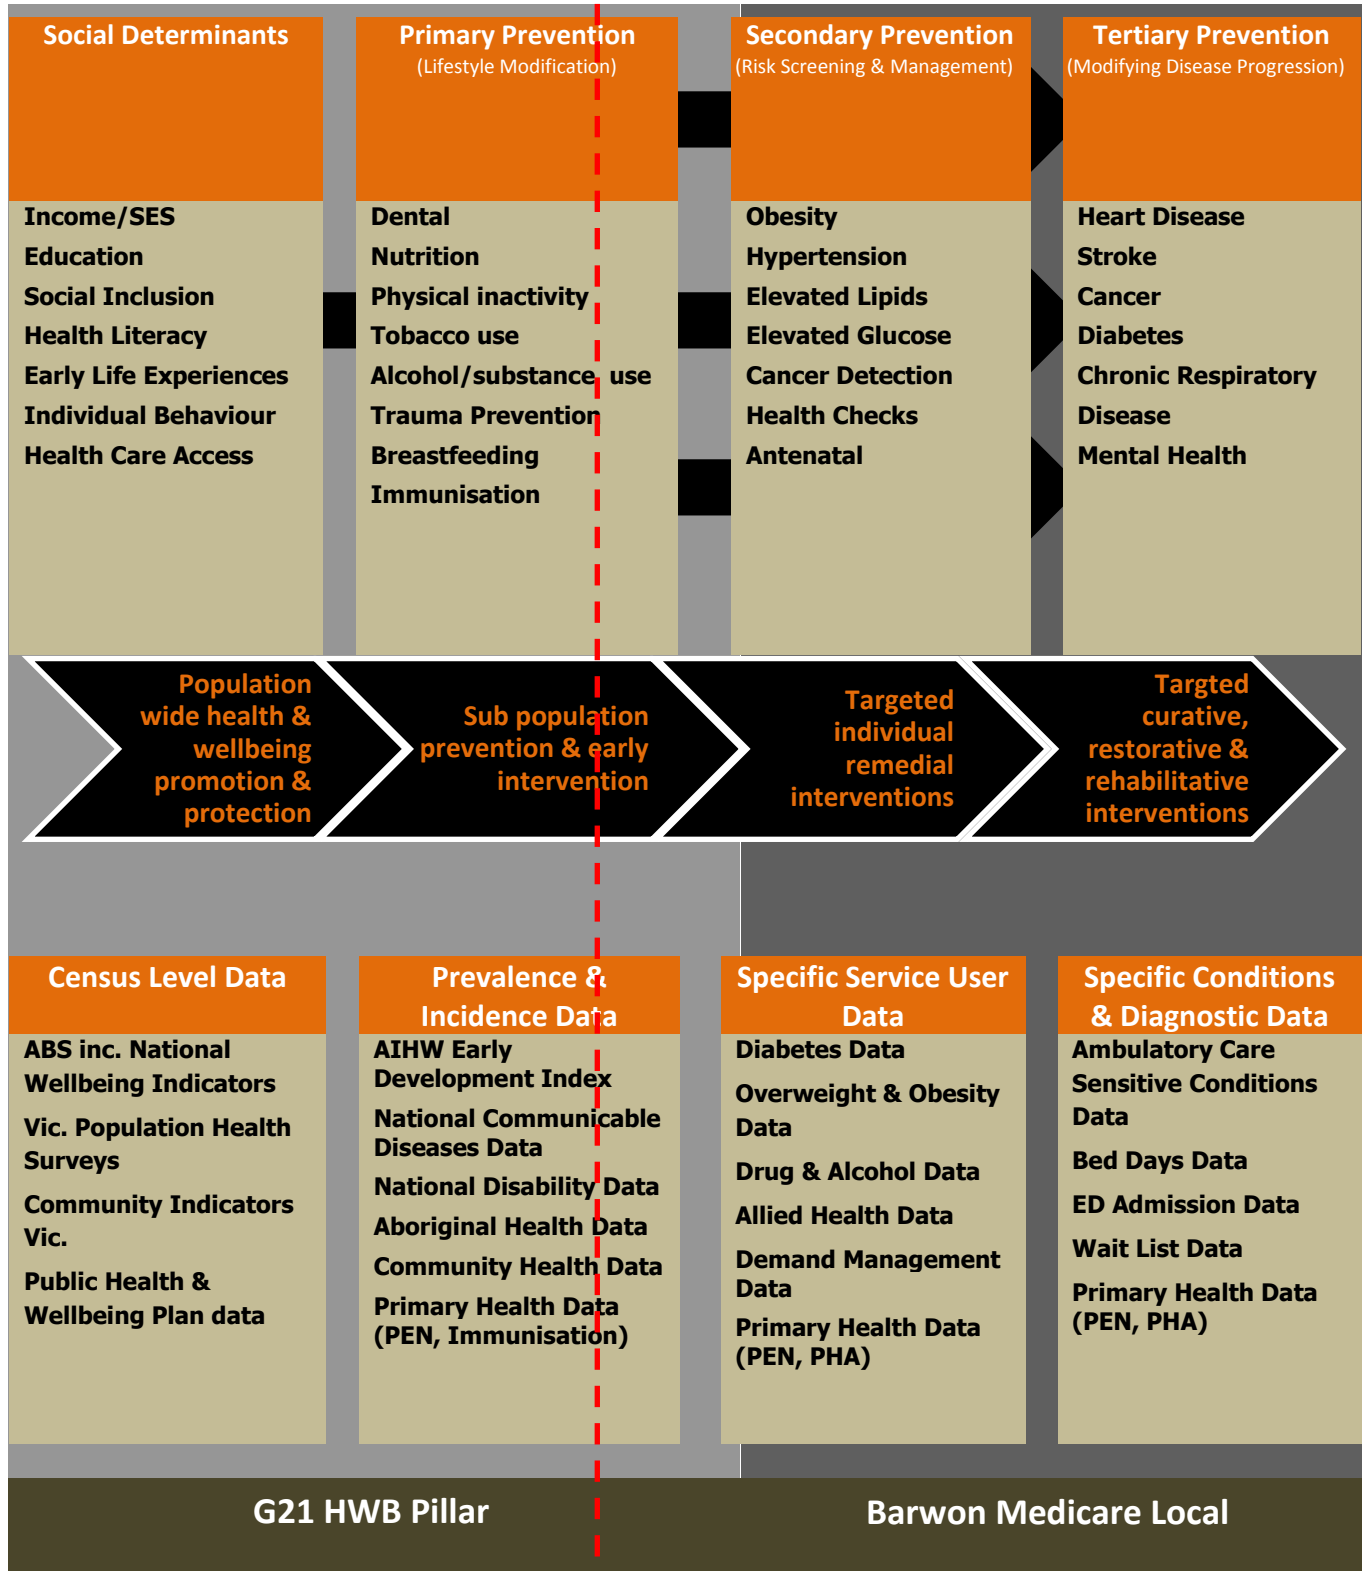 Social Determinants
Income/SES
Education
Social Inclusion
Health Literacy
Early Life Experiences
Individual Behaviour
Health Care Access
Primary Prevention
(Lifestyle Modification)
Dental
Nutrition
Physical inactivity
Tobacco use
Alcohol/substance use
Trauma Prevention
Breastfeeding
Immunisation
Secondary Prevention
(Risk Screening & Management)
Obesity
Hypertension
Elevated Lipids
Elevated Glucose
Cancer Detection
Health Checks
Antenatal
Tertiary Prevention
(Modifying Disease Progression)
Heart Disease
Stroke
Cancer
Diabetes
Chronic Respiratory
Disease
Mental Health
Population
wide health &
wellbeing
promotion &
protection
Sub population
prevention & early
intervention
Targeted
individual
remedial
interventions
Targted
curative,
restorative &
rehabilitative
interventions
Census Level Data
ABS inc. National
Wellbeing Indicators
Vic. Population Health
Surveys
Community Indicators
Vic.
Public Health &
Wellbeing Plan data
Prevalence &
Incidence Data
AIHW Early
Development Index
National Communicable
Diseases Data
National Disability Data
Aboriginal Health Data
Community Health Data
Primary Health Data
(PEN, Immunisation)
Specific Service User
Data
Diabetes Data
Overweight & Obesity
Data
Drug & Alcohol Data
Allied Health Data
Demand Management
Data
Primary Health Data
(PEN, PHA)
Specific Conditions
& Diagnostic Data
Ambulatory Care
Sensitive Conditions
Data
Bed Days Data
ED Admission Data
Wait List Data
Primary Health Data
(PEN, PHA)
G21 HWB Pillar
Barwon Medicare Local